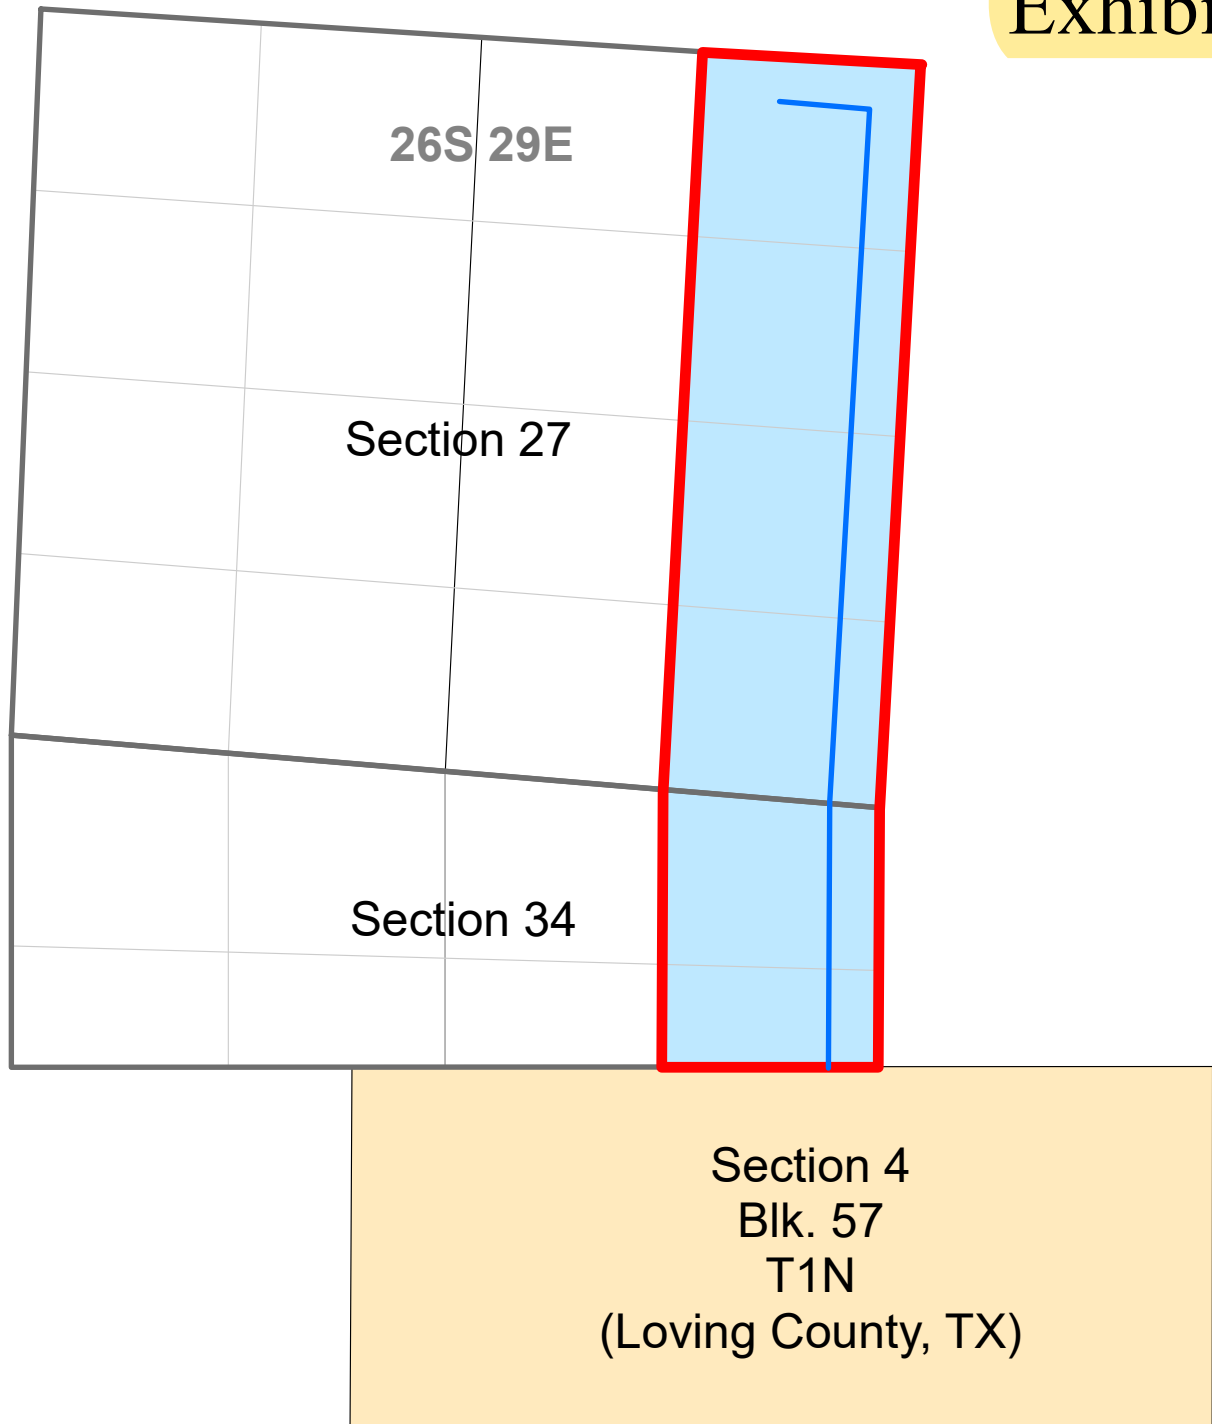 26S 29E
Section 27
Section 34
Section 4
Blk. 57
T1N
(Loving County, TX)